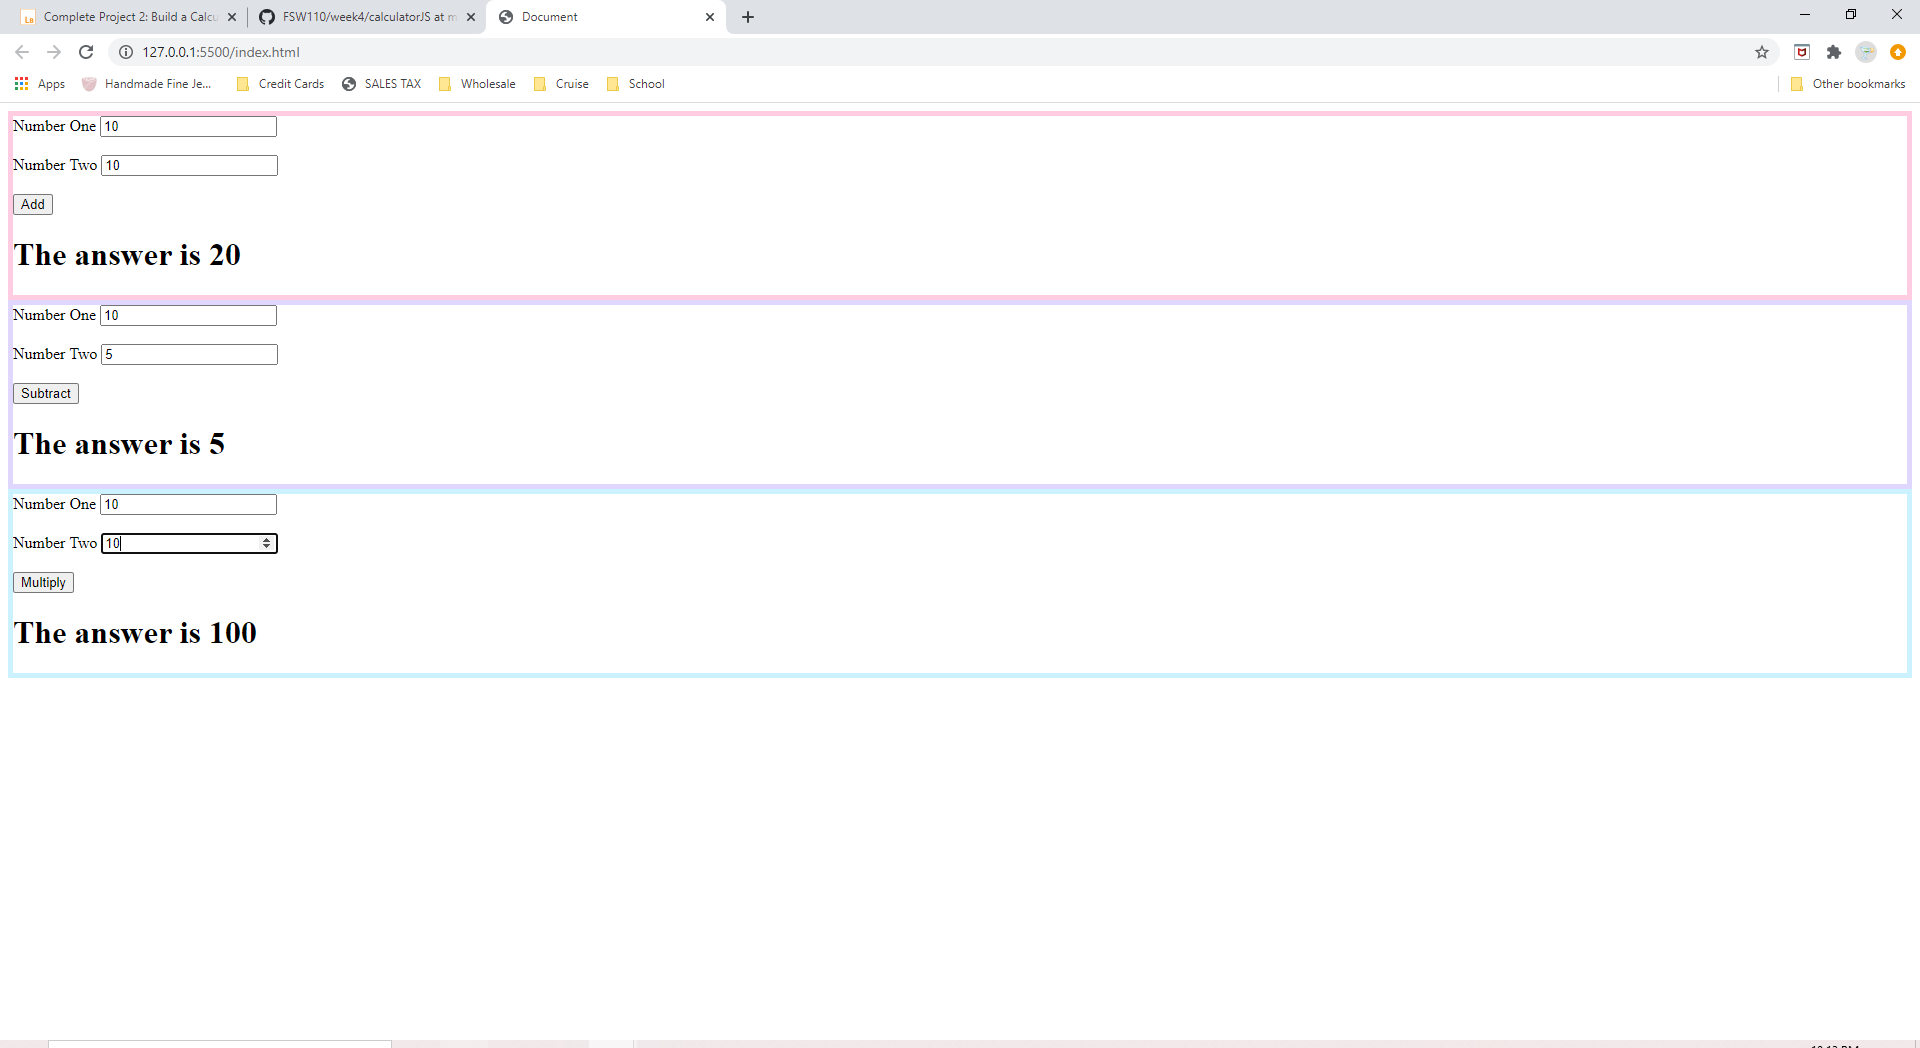 Complete Project 2: Build a Calcu
FSW110/week4/calculatorJS at m
Document
127.0.0.1:5500/index.html
Apps
Handmade Fine Je...
Credit Cards
SALES TAX
Wholesale
Cruise
School
Other bookmarks
Number One 10
Number Two 10
Add
The answer is 20
Number One 10
Number Two 5
Subtract
The answer is 5
Number One 10
Number Two 10
Multiply
The answer is 100